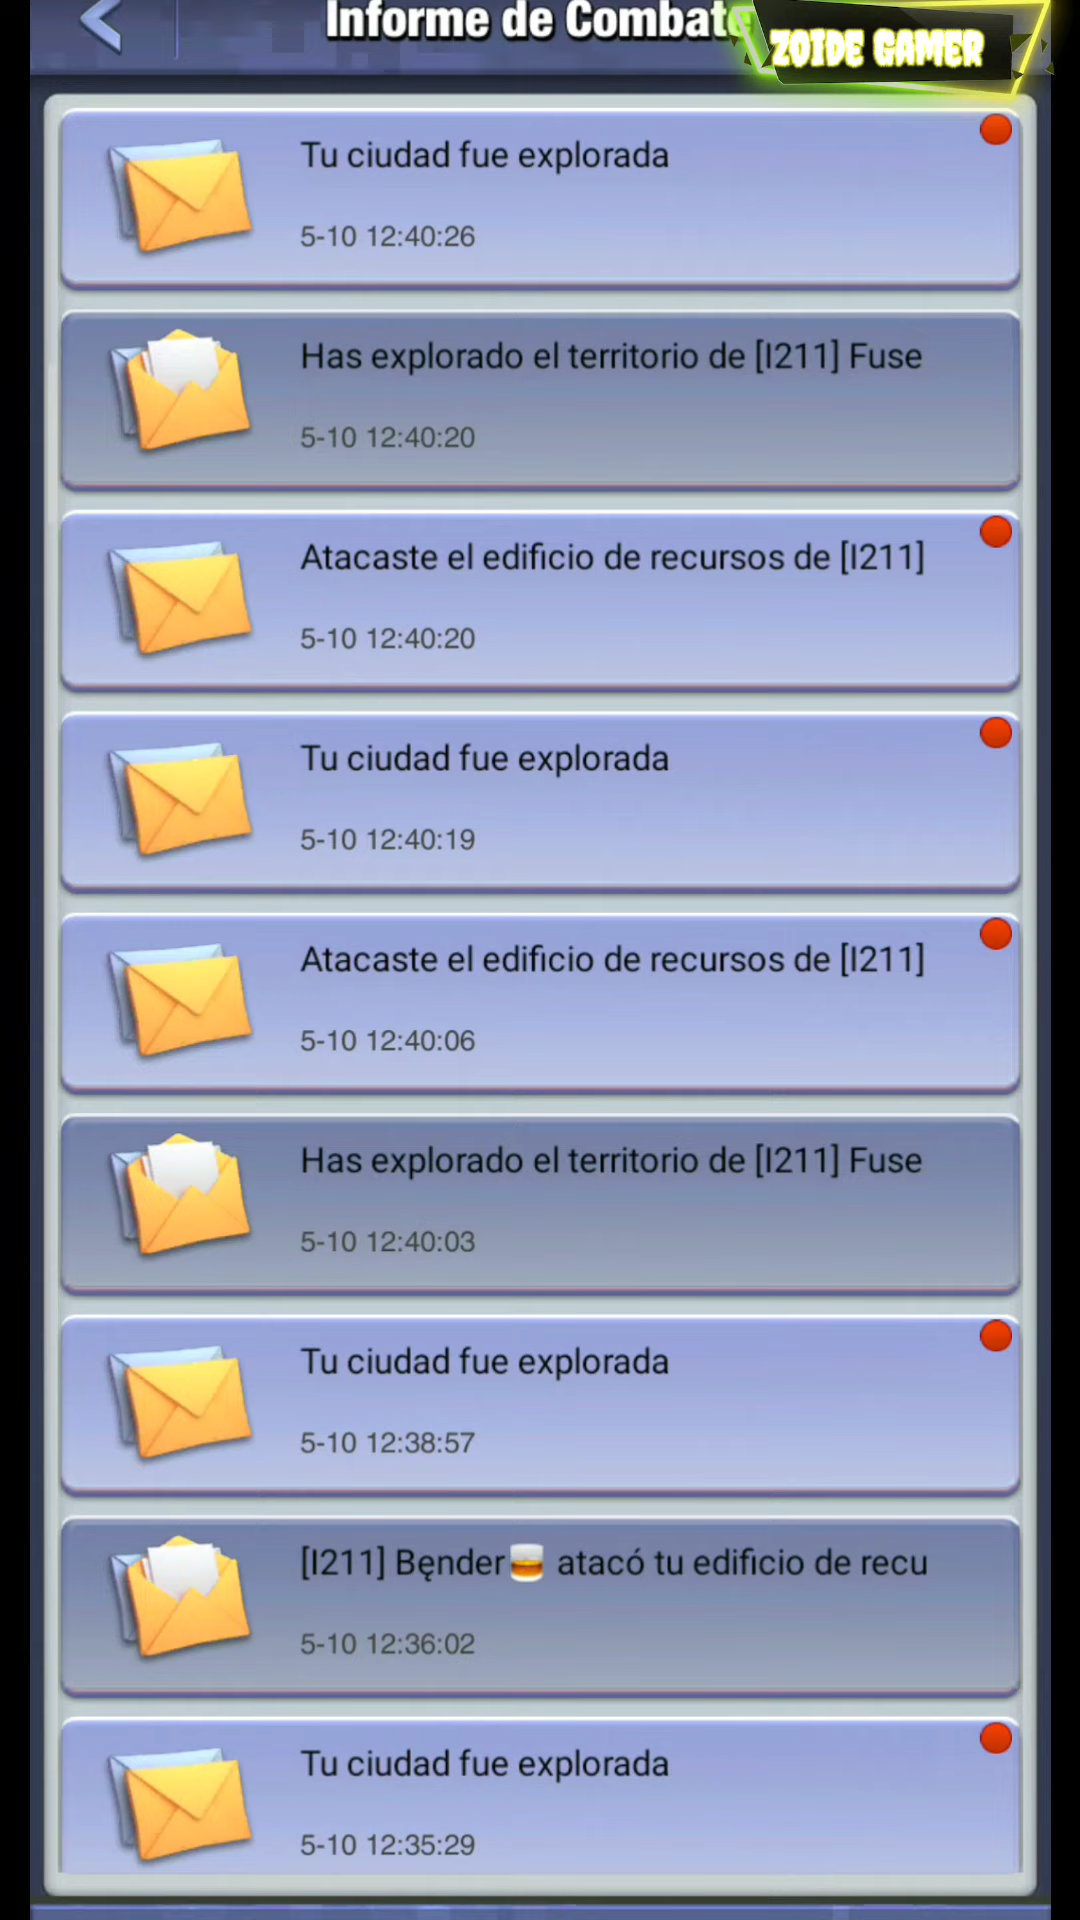 Informe de Combate
ZOIDE GAMER
Tu ciudad fue explorada
5-10 12:40:26
Has explorado el territorio de [I211] Fuse
5-10 12:40:20
Atacaste el edificio de recursos de [I211]
5-10 12:40:20
Tu ciudad fue explorada
5-10 12:40:19
Atacaste el edificio de recursos de [I211]
5-10 12:40:06
Has explorado el territorio de [I211] Fuse
5-10 12:40:03
Tu ciudad fue explorada
5-10 12:38:57
[I211] Bęnder🥃 atacó tu edificio de recu
5-10 12:36:02
Tu ciudad fue explorada
5-10 12:35:29